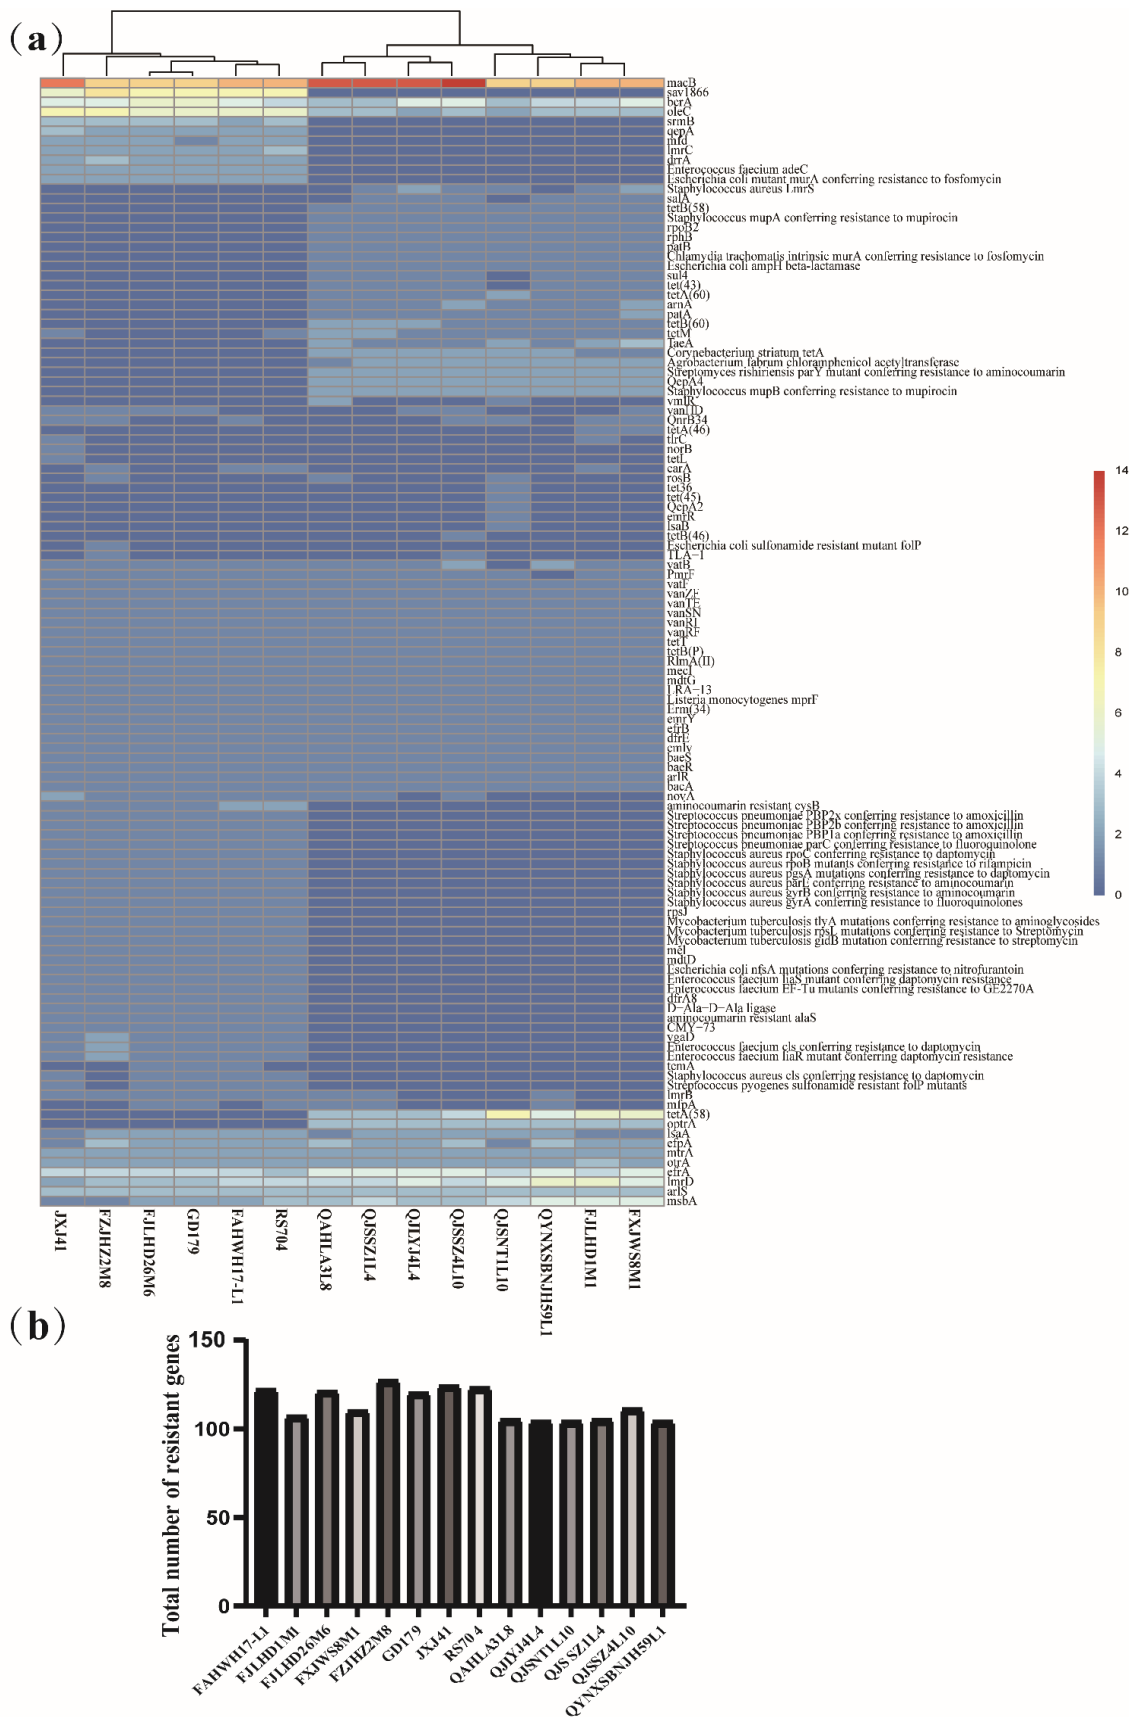 (a)
macB
sav1866
bcrA
oleC
srmB
qepA
mfd
lmrC
drrA
Enterococcus faecium adeC
Escherichia coli mutant murA conferring resistance to fosfomycin
Staphylococcus aureus LmrS
salA
tetB(58)
Staphylococcus mupA conferring resistance to mupirocin
rpoB2
rphB
patB
Chlamydia trachomatis intrinsic murA conferring resistance to fosfomycin
Escherichia coli ampH beta-lactamase
sul4
tet(43)
tetA(60)
arnA
patA
tetB(60)
tetM
TaeA
Corynebacterium striatum tetA
Agrobacterium fabrum chloramphenicol acetyltransferase
Streptomyces rishiriensis parY mutant conferring resistance to aminocoumarin
QepA4
Staphylococcus mupB conferring resistance to mupirocin
vmlR
vanHD
QnrB34
tetA(46)
tlrC
norB
tetL
carA
rosB
tet36
tet(45)
QepA2
emrR
lsaB
tetB(46)
Escherichia coli sulfonamide resistant mutant folP
TLA−1
vatB
PmrF
vatF
vanZF
vanTE
vanSN
vanRI
vanRF
tetT
tetB(P)
RlmA(II)
mecI
mdtG
LRA−13
Listeria monocytogenes mprF
Erm(34)
emrY
efrB
dfrE
cmlv
baeS
baeR
arlR
bacA
novA
aminocoumarin resistant cysB
Streptococcus pneumoniae PBP2x conferring resistance to amoxicillin
Streptococcus pneumoniae PBP2b conferring resistance to amoxicillin
Streptococcus pneumoniae PBP1a conferring resistance to amoxicillin
Streptococcus pneumoniae parC conferring resistance to fluoroquinolone
Staphylococcus aureus rpoC conferring resistance to daptomycin
Staphylococcus aureus rpoB mutants conferring resistance to rifampicin
Staphylococcus aureus pgsA mutations conferring resistance to daptomycin
Staphylococcus aureus parE conferring resistance to aminocoumarin
Staphylococcus aureus gyrB conferring resistance to aminocoumarin
Staphylococcus aureus gyrA conferring resistance to fluoroquinolones
rpsJ
Mycobacterium tuberculosis tlyA mutations conferring resistance to aminoglycosides
Mycobacterium tuberculosis rpsL mutations conferring resistance to Streptomycin
Mycobacterium tuberculosis gidB mutation conferring resistance to streptomycin
mel
mdtD
Escherichia coli nfsA mutations conferring resistance to nitrofurantoin
Enterococcus faecium liaS mutant conferring daptomycin resistance
Enterococcus faecium EF-Tu mutants conferring resistance to GE2270A
dfrA8
D−Ala−D−Ala ligase
aminocoumarin resistant alaS
CMY−73
vgaD
Enterococcus faecium cls conferring resistance to daptomycin
Enterococcus faecium liaR mutant conferring daptomycin resistance
tcmA
Staphylococcus aureus cls conferring resistance to daptomycin
Streptococcus pyogenes sulfonamide resistant folP mutants
lmrB
mfpA
tetA(58)
optrA
lsaA
efpA
mtrA
otrA
efrA
lmrD
arlS
msbA
14
12
10
8
6
4
2
0
JXJ41
FZJHZ2M8
FJLHD26M6
GD179
FAHWH17-L1
RS704
QAHLA3L8
QJSSZ1L4
QJLYJ4L4
QJSSZ4L10
QJSNT1L10
QYNXSBNJH59L1
FJLHD1M1
FXJWS8M1
(b)
Total number of resistant genes
150
100
50
0
FAHWH17-L1
FJLHD1M1
FJLHD26M6
FXJWS8M1
FZJHZ2M8
GD179
JXJ41
RS704
QAHLA3L8
QJIYJ4L4
QJSNT1L10
QJSSZ1L4
QJSSZ4L10
QYNXSBNJH59L1